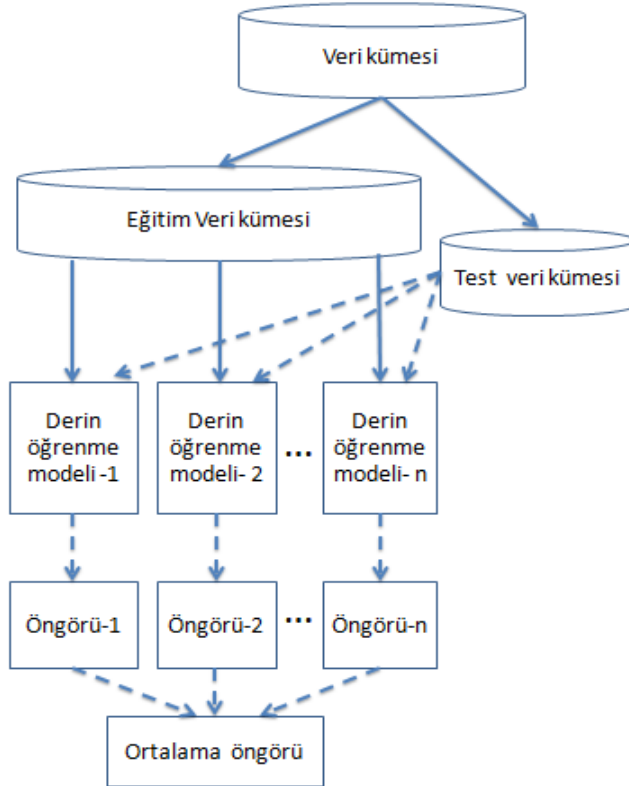 Veri kümesi
Eğitim Veri kümesi
Test veri kümesi
Derin
öğrenme
modeli -1
Derin
öğrenme
modeli- 2
...
Derin
öğrenme
modeli- n
Öngörü-1
Öngörü-2
...
Öngörü-n
Ortalama öngörü